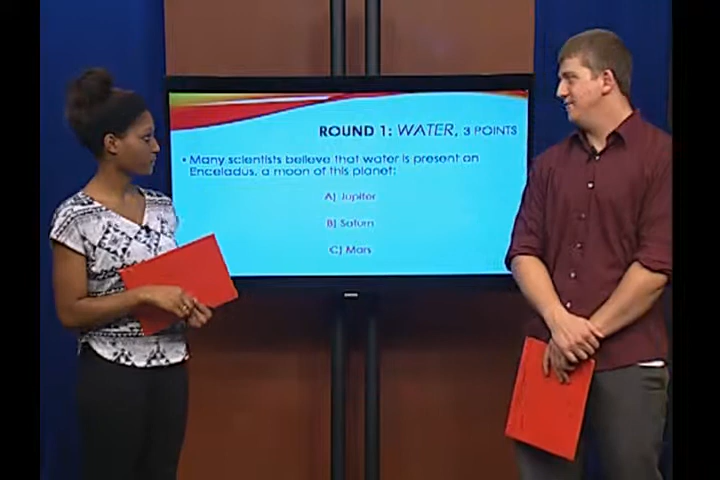 ROUND 1: WATER, 3 POINTS
• Many scientists believe that water is present on
Enceladus, a moon of this planet:
A) Jupiter
B) Saturn
C) Mars